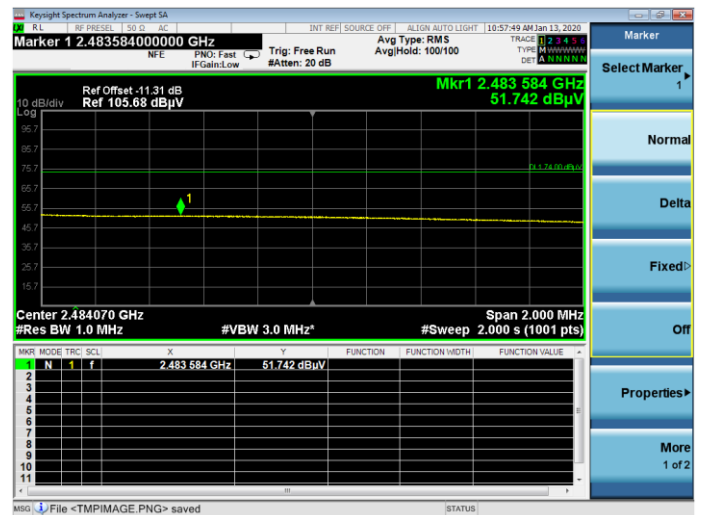 Keysight Spectrum Analyzer - Swept SA
RL RF PRESEL 50 Ω AC INT REF SOURCE OFF ALIGN AUTO/LIGHT 10:57:49 AM Jan 13, 2020
Marker 1 2.483584000000 GHz
NFE PNO: Fast Trig: Free Run Avg Type: RMS TRACE 1 2 3 4 5 6
IFGain:Low #Atten: 20 dB Avg|Hold: 100/100 TYPE M WWWWW
DET A N N N N N
Ref Offset -11.31 dB Mkr1 2.483 584 GHz
10 dB/div Ref 105.68 dBµV 51.742 dBµV
Log
95.7
85.7
75.7
DL1 74.00 dBµV
65.7
55.7
1
45.7
35.7
25.7
15.7
Center 2.484070 GHz Span 2.000 MHz
#Res BW 1.0 MHz #VBW 3.0 MHz* #Sweep 2.000 s (1001 pts)
MKR MODE TRC SCL X Y FUNCTION FUNCTION WIDTH FUNCTION VALUE
1 N 1 f 2.483 584 GHz 51.742 dBµV
2
3
4
5
6
7
8
9
10
11
MSG File <TMPIMAGE.PNG> saved STATUS
Marker
Select Marker
1
Normal
Delta
Fixed
Off
Properties
More
1 of 2